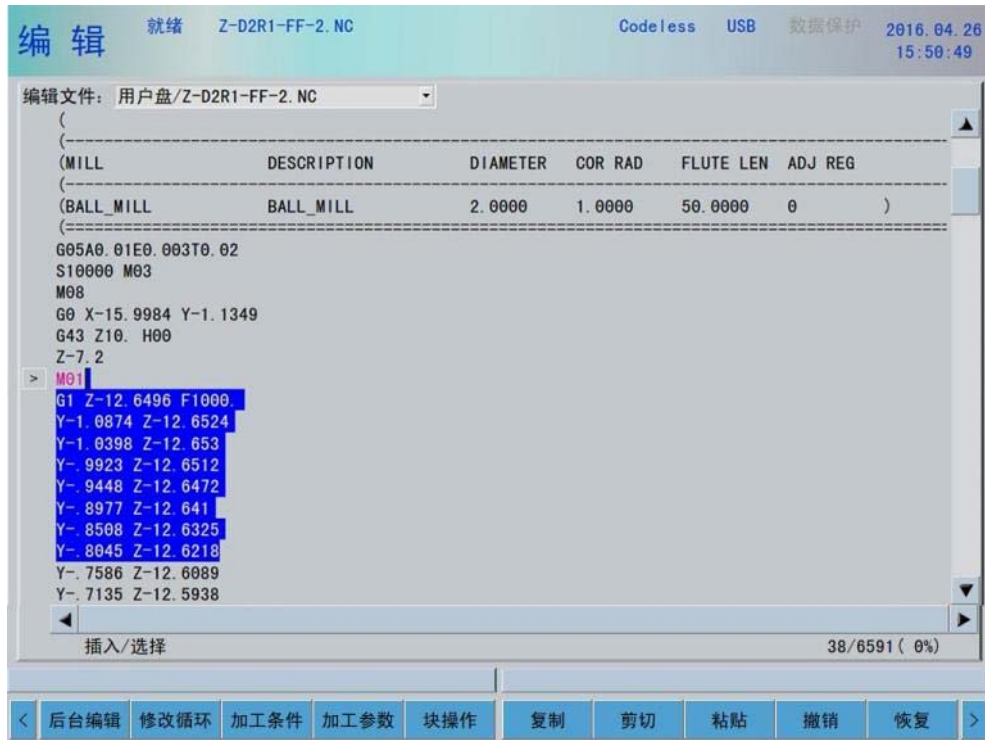 编 辑 就绪 Z-D2R1-FF-2.NC Codeless USB 数据保护 2016.04.26
15:50:49
编辑文件: 用户盘/Z-D2R1-FF-2.NC
(
(--------------------------------------------------------------------------
(MILL DESCRIPTION DIAMETER COR RAD FLUTE LEN ADJ REG
(--------------------------------------------------------------------------
(BALL_MILL BALL_MILL 2.0000 1.0000 50.0000 0 )
(==========================================================================
G05A0.01E0.003T0.02
S10000 M03
M08
G0 X-15.9984 Y-1.1349
G43 Z10. H00
Z-7.2
> M01
G1 Z-12.6496 F1000.
Y-1.0874 Z-12.6524
Y-1.0398 Z-12.653
Y-.9923 Z-12.6512
Y-.9448 Z-12.6472
Y-.8977 Z-12.641
Y-.8508 Z-12.6325
Y-.8045 Z-12.6218
Y-.7586 Z-12.6089
Y-.7135 Z-12.5938
插入/选择 38/6591( 0%)
< 后台编辑 修改循环 加工条件 加工参数 块操作 复制 剪切 粘贴 撤销 恢复 >